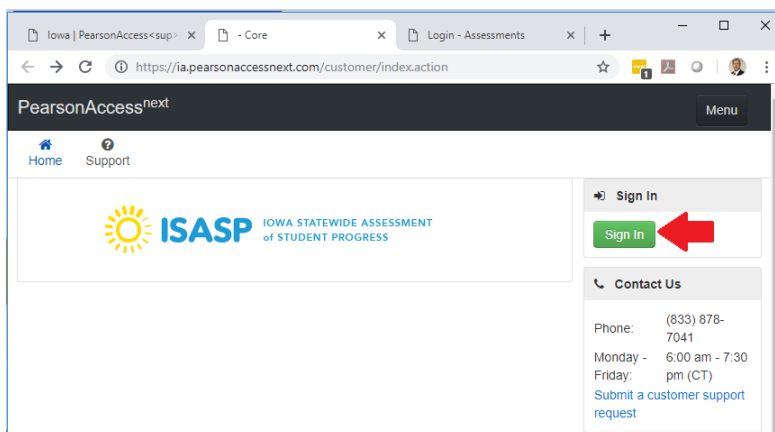 Iowa | PearsonAccess<sup>
- Core
Login - Assessments
https://ia.pearsonaccessnext.com/customer/index.action
1
PearsonAccessnext
Menu
Home
Support
ISASP IOWA STATEWIDE ASSESSMENT
of STUDENT PROGRESS
Sign In
Sign In
Contact Us
Phone: (833) 878-
7041
Monday - 6:00 am - 7:30
Friday: pm (CT)
Submit a customer support
request